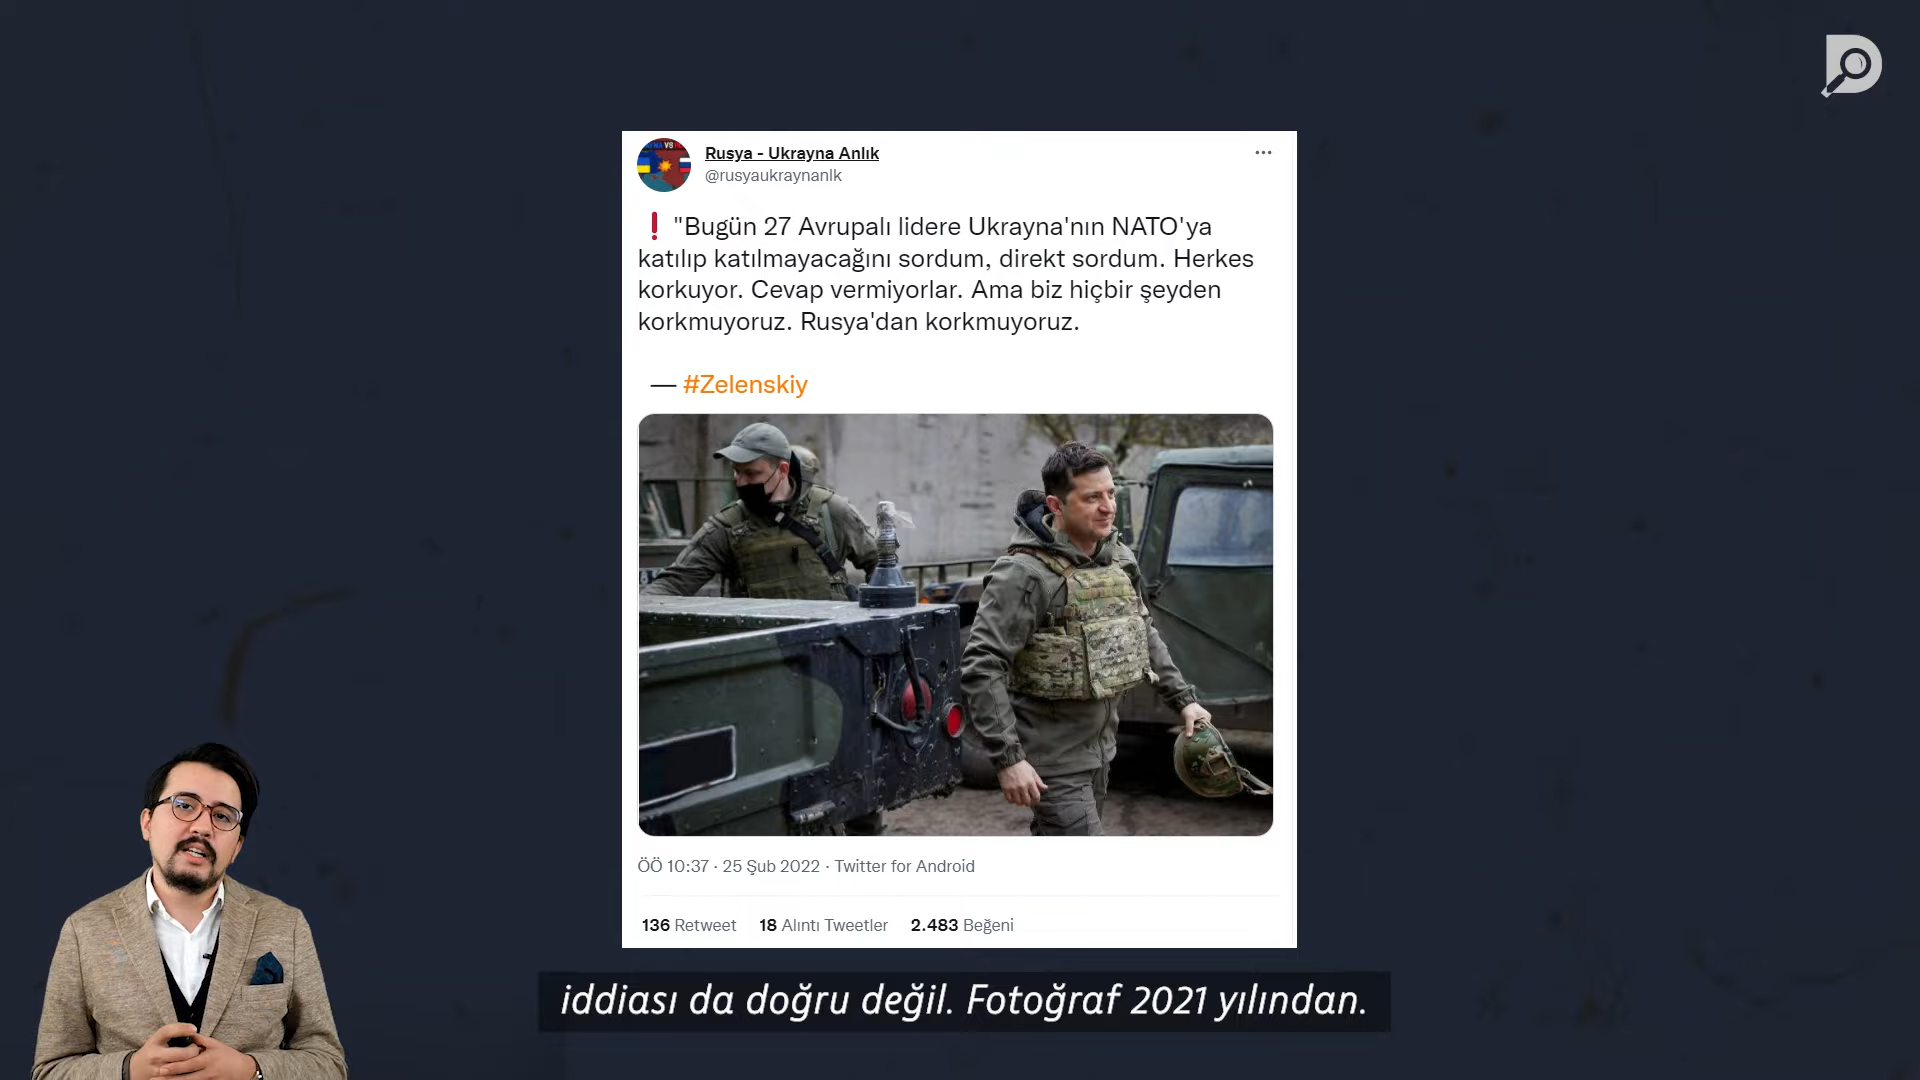 Rusya - Ukrayna Anlık
@rusyaukraynanlk
❗ "Bugün 27 Avrupalı lidere Ukrayna'nın NATO'ya
katılıp katılmayacağını sordum, direkt sordum. Herkes
korkuyor. Cevap vermiyorlar. Ama biz hiçbir şeyden
korkmuyoruz. Rusya'dan korkmuyoruz.
— #Zelenskiy
ÖÖ 10:37 · 25 Şub 2022 · Twitter for Android
136 Retweet 18 Alıntı Tweetler 2.483 Beğeni
iddiası da doğru değil. Fotoğraf 2021 yılından.